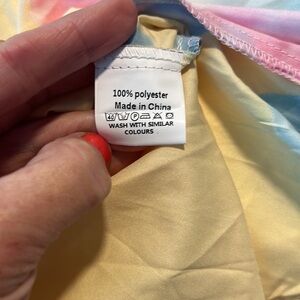 100% polyester
Made in China
WASH WITH SIMILAR
COLOURS